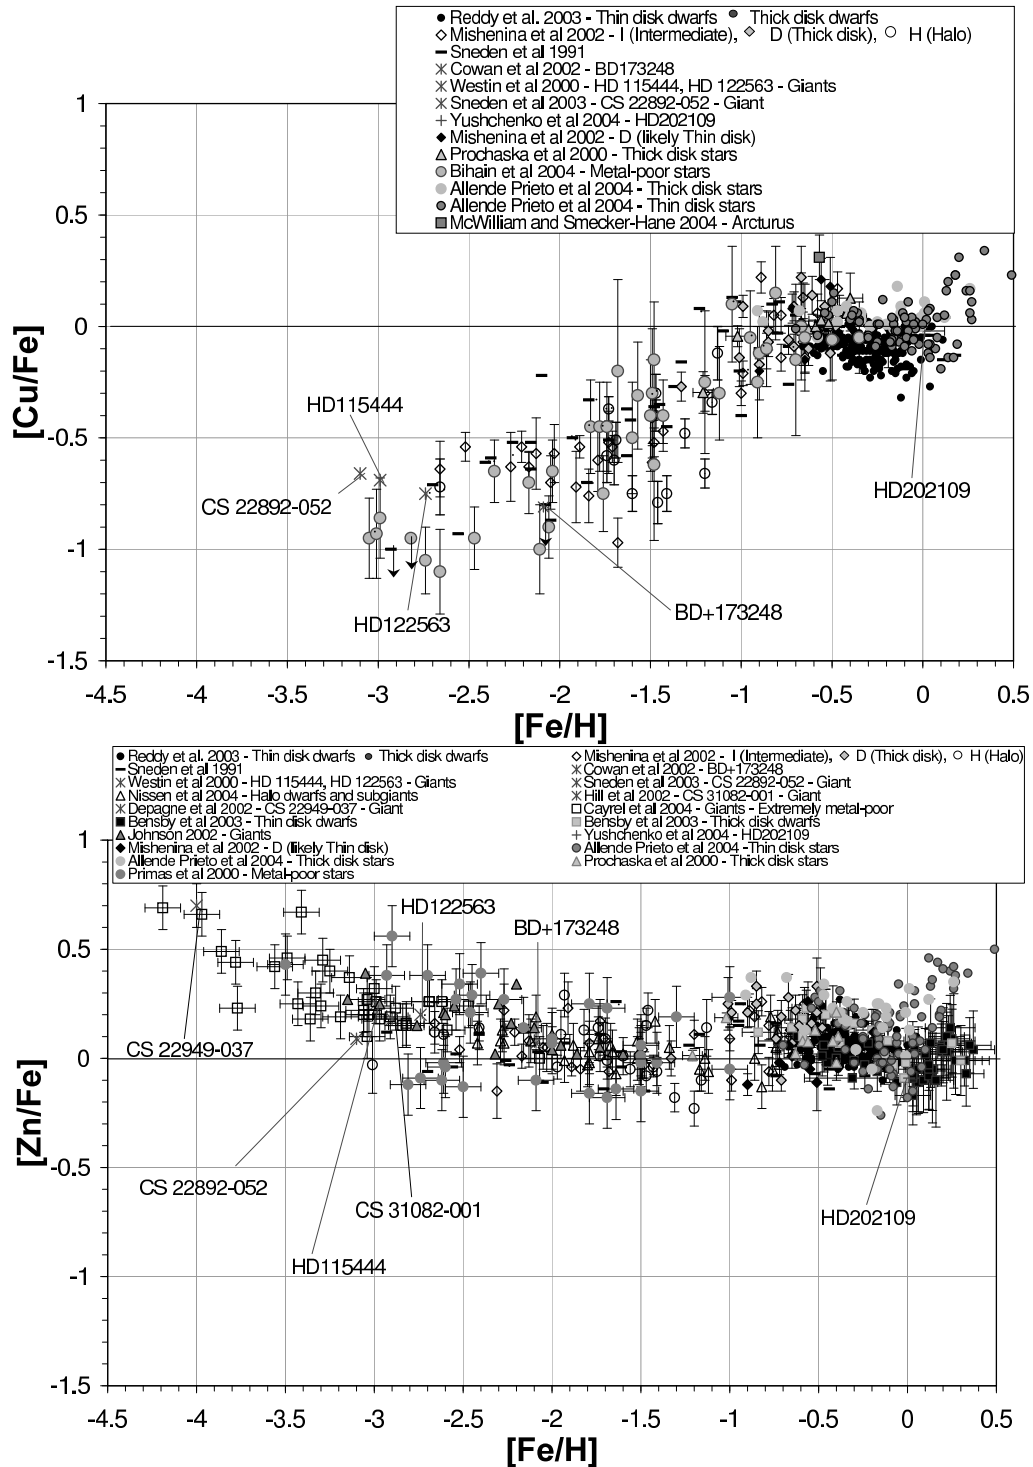 Reddy et al. 2003 - Thin disk dwarfs Thick disk dwarfs
Mishenina et al 2002 - I (Intermediate), D (Thick disk), H (Halo)
Sneden et al 1991
Cowan et al 2002 - BD173248
Westin et al 2000 - HD 115444, HD 122563 - Giants
Sneden et al 2003 - CS 22892-052 - Giant
Yushchenko et al 2004 - HD202109
Mishenina et al 2002 - D (likely Thin disk)
Prochaska et al 2000 - Thick disk stars
Bihain et al 2004 - Metal-poor stars
Allende Prieto et al 2004 - Thick disk stars
Allende Prieto et al 2004 - Thin disk stars
McWilliam and Smecker-Hane 2004 - Arcturus
1
0.5
0
-0.5
-1
-1.5
[Cu/Fe]
HD115444
CS 22892-052
HD122563
BD+173248
HD202109
-4.5 -4 -3.5 -3 -2.5 -2 -1.5 -1 -0.5 0 0.5
[Fe/H]
Reddy et al. 2003 - Thin disk dwarfs Thick disk dwarfs
Mishenina et al 2002 - I (Intermediate), D (Thick disk), H (Halo)
Sneden et al 1991
Cowan et al 2002 - BD+173248
Westin et al 2000 - HD 115444, HD 122563 - Giants
Sneden et al 2003 - CS 22892-052 - Giant
Nissen et al 2004 - Halo dwarfs and subgiants
Hill et al 2002 - CS 31082-001 - Giant
Depagne et al 2002 - CS 22949-037 - Giant
Cayrel et al 2004 - Giants - Extremely metal-poor
Bensby et al 2003 - Thin disk dwarfs
Bensby et al 2003 - Thick disk dwarfs
Johnson 2002 - Giants
Yushchenko et al 2004 - HD202109
Mishenina et al 2002 - D (likely Thin disk)
Allende Prieto et al 2004 -Thin disk stars
Allende Prieto et al 2004 - Thick disk stars
Prochaska et al 2000 - Thick disk stars
Primas et al 2000 - Metal-poor stars
1
0.5
0
-0.5
-1
-1.5
[Zn/Fe]
HD122563
BD+173248
CS 22949-037
CS 22892-052
CS 31082-001
HD115444
HD202109
-4.5 -4 -3.5 -3 -2.5 -2 -1.5 -1 -0.5 0 0.5
[Fe/H]